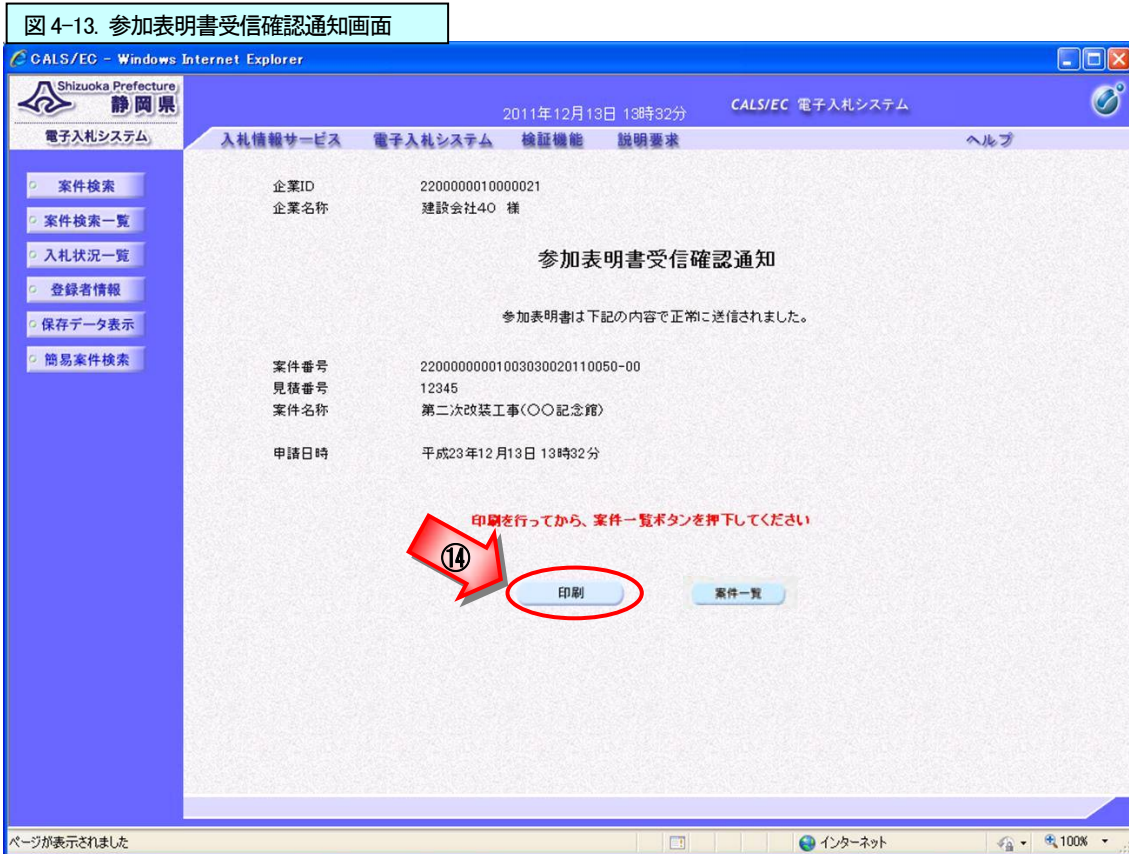 図 4-13. 参加表明書受信確認通知画面
CALS/EC - Windows Internet Explorer
Shizuoka Prefecture
静岡県
電子入札システム
2011年12月13日 13時32分
CALS/EC 電子入札システム
入札情報サービス 電子入札システム 検証機能 説明要求 ヘルプ
案件検索
案件検索一覧
入札状況一覧
登録者情報
保存データ表示
簡易案件検索
企業ID 2200000010000021
企業名称 建設会社40 様
参加表明書受信確認通知
参加表明書は下記の内容で正常に送信されました。
案件番号 2200000000100303002011​0050-00
見積番号 12345
案件名称 第二次改装工事(〇〇記念館)
申請日時 平成23年12月13日 13時32分
印刷を行ってから、案件一覧ボタンを押下してください
⑭
印刷 案件一覧
ページが表示されました インターネット 100%